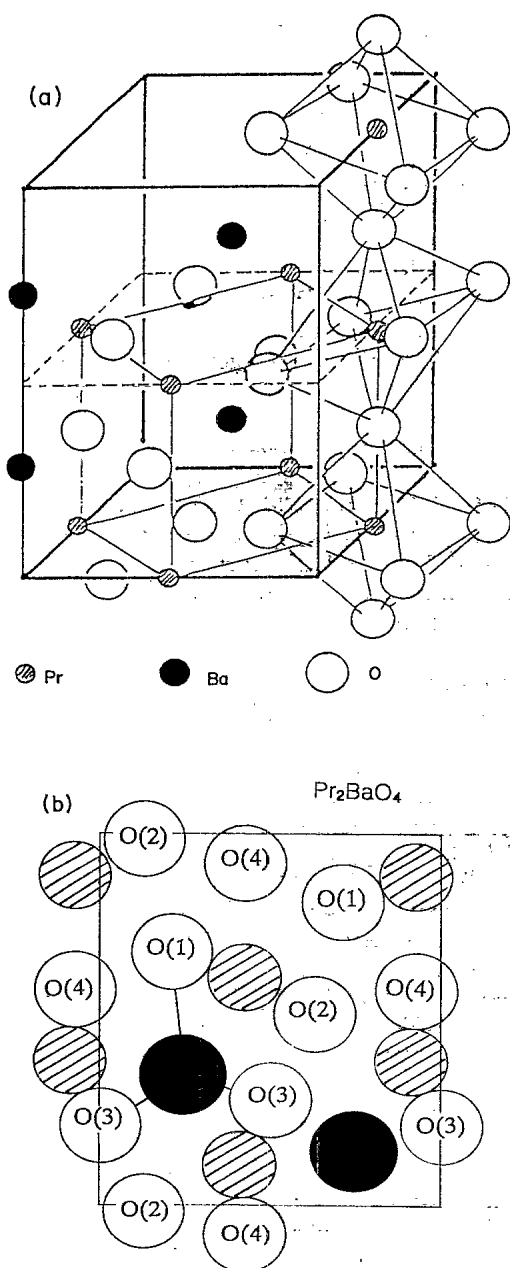 (a)
Pr Ba O
(b) Pr₂BaO₄
O(2)
O(4)
O(1)
O(1)
O(4) O(2) O(4)
O(3) O(3) O(3)
O(2) O(4)